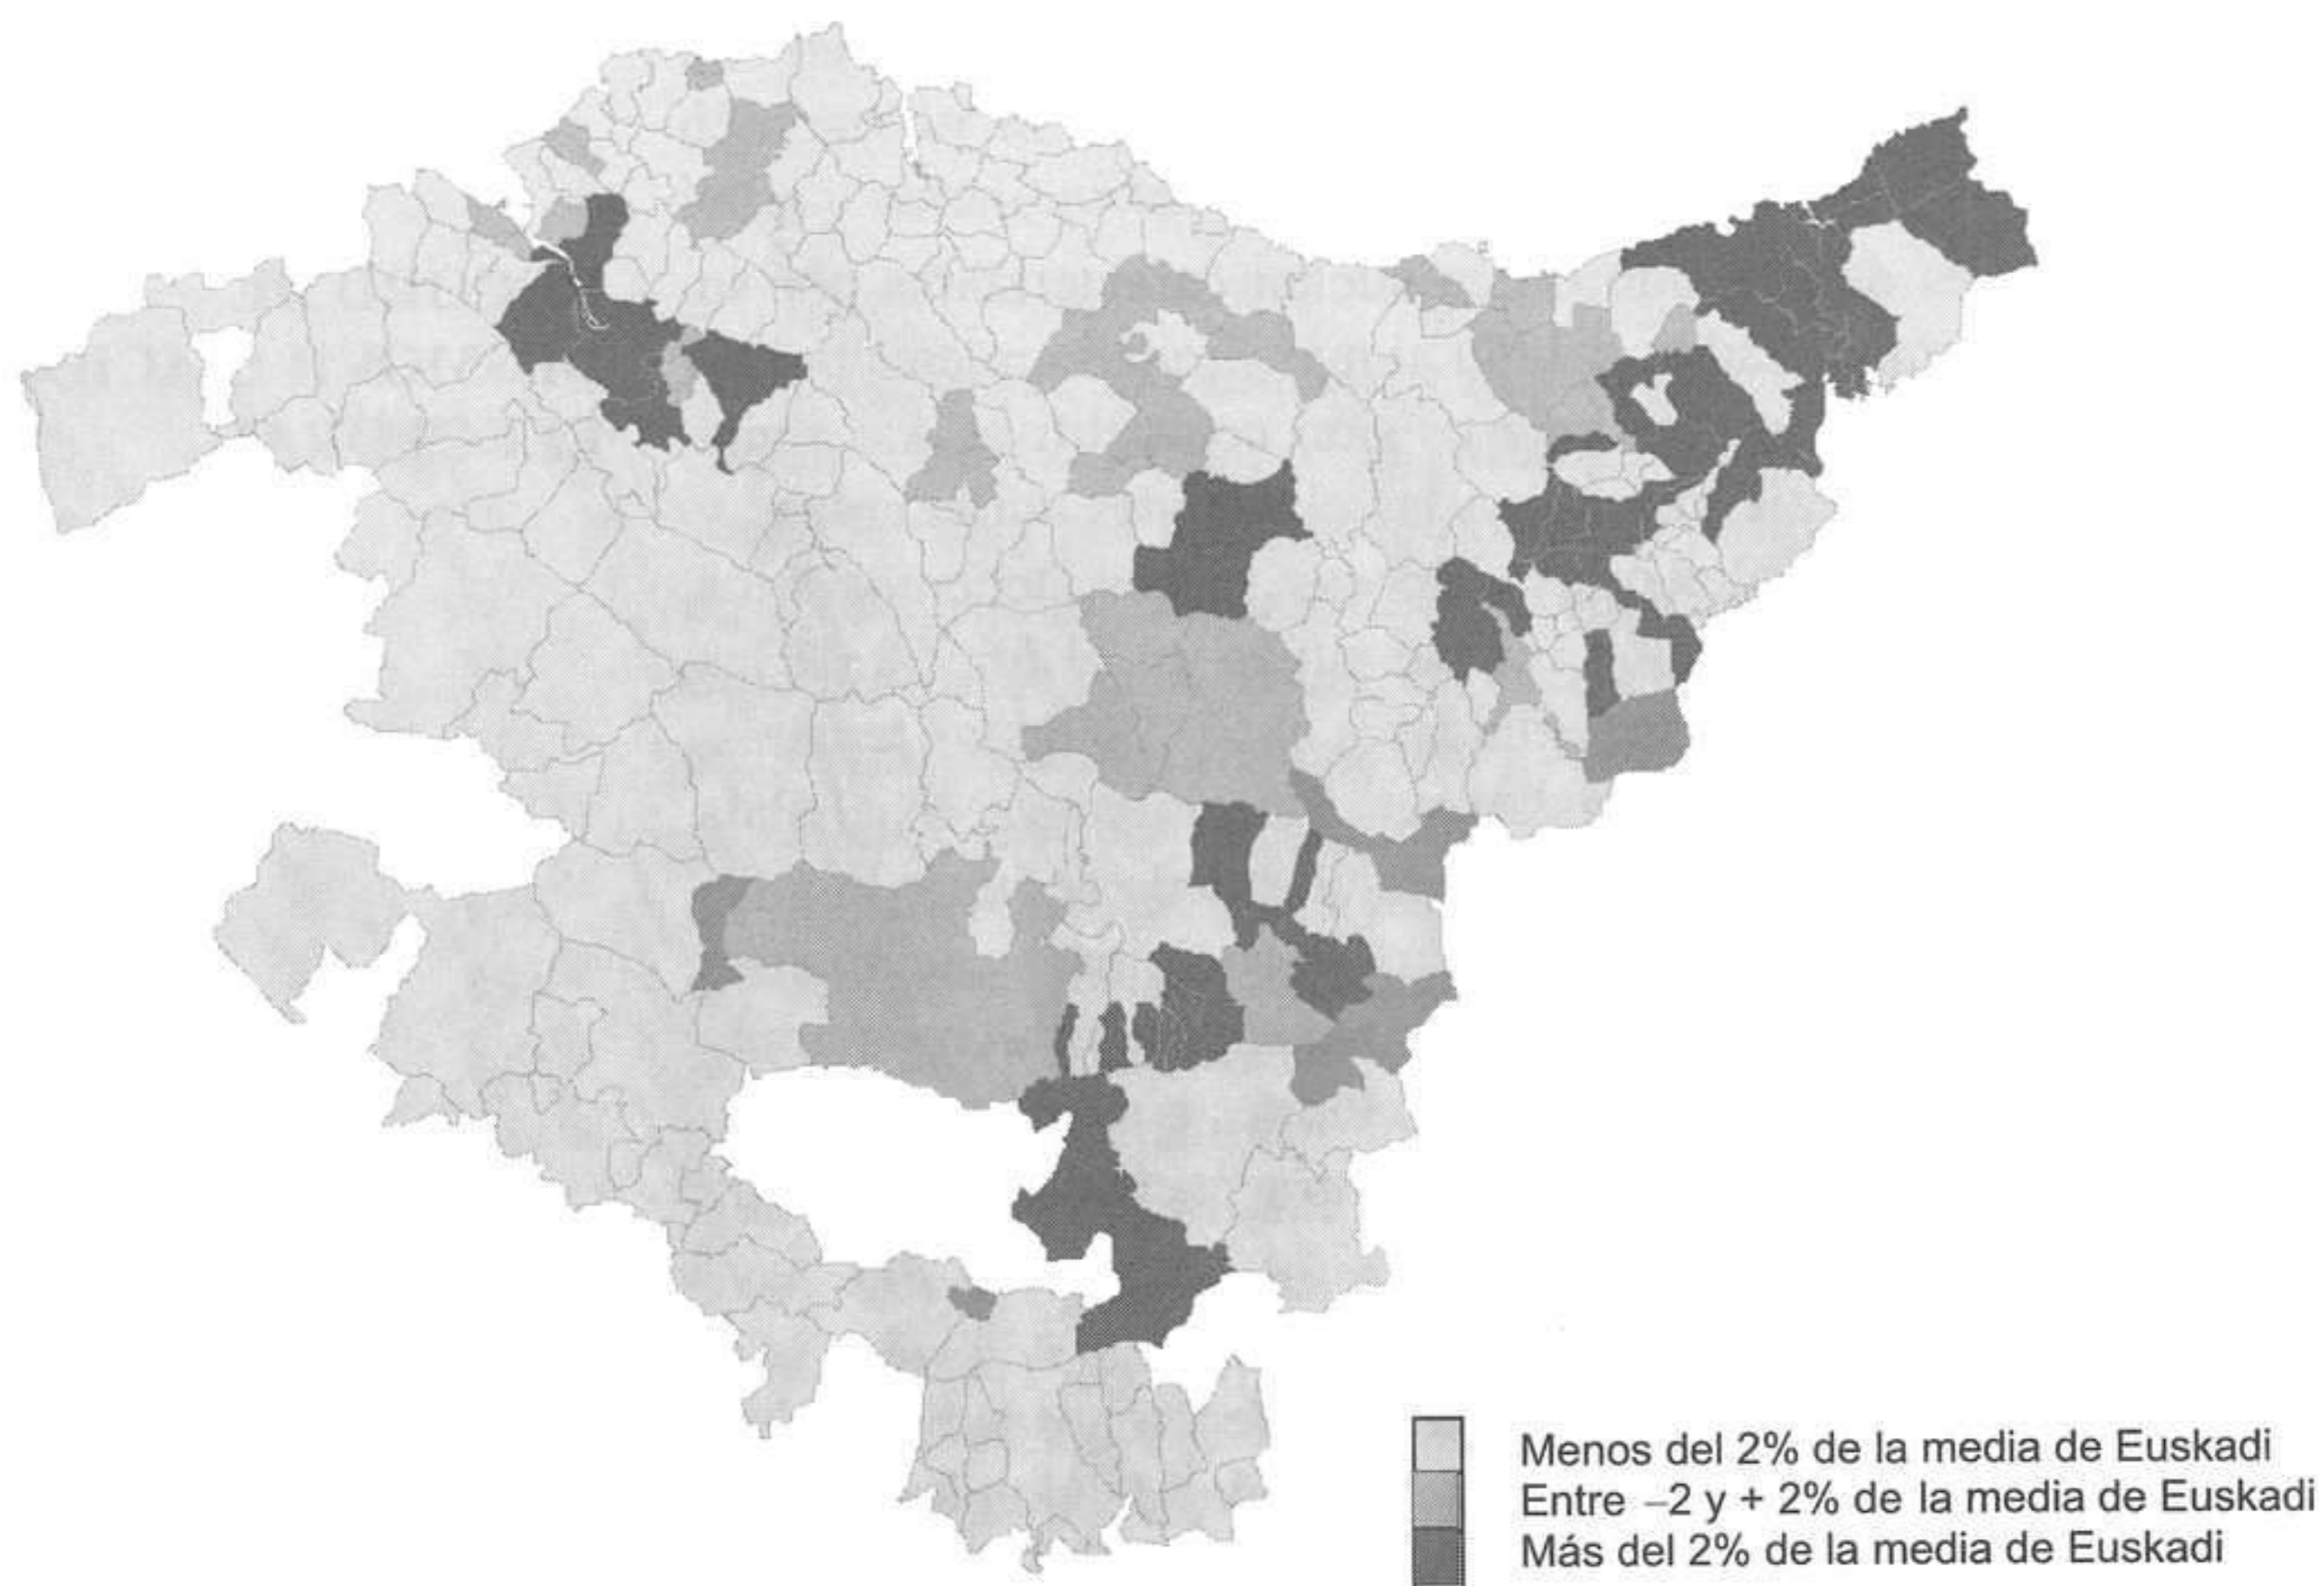 Menos del 2% de la media de Euskadi
Entre –2 y + 2% de la media de Euskadi
Más del 2% de la media de Euskadi